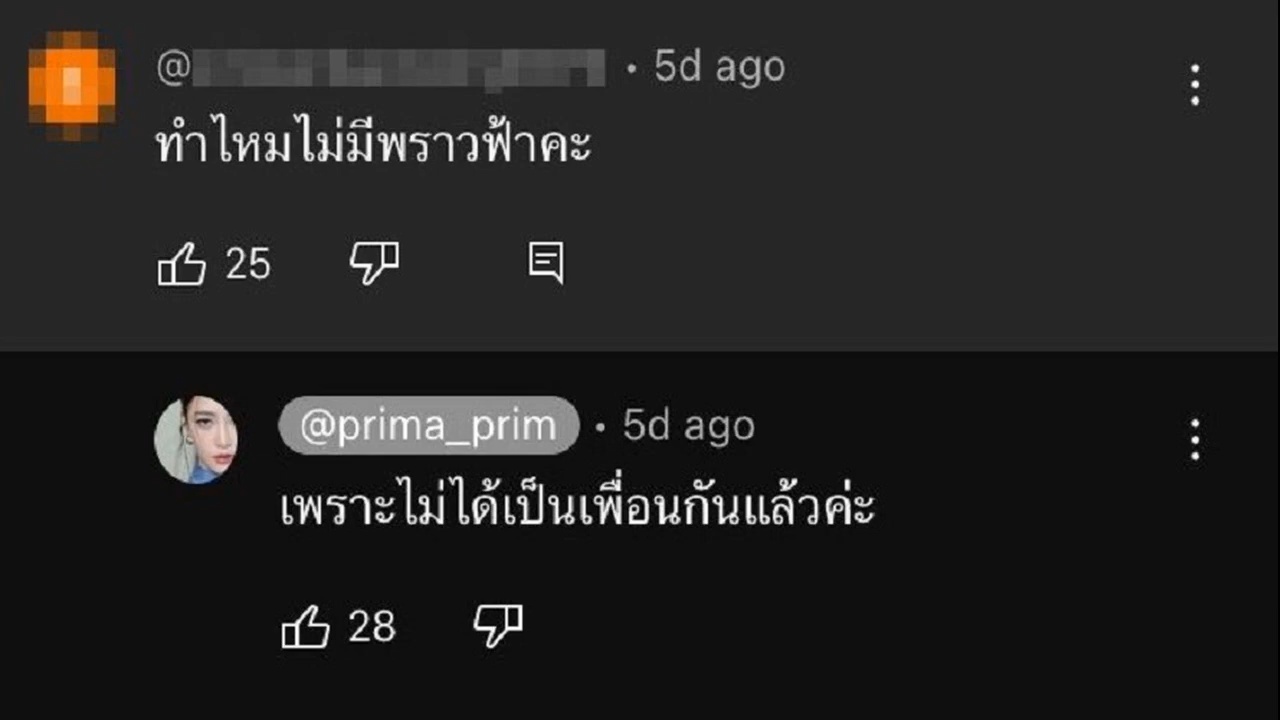 @ • 5d ago
ทำไหมไม่มีพราวฟ้าคะ
25
@prima_prim • 5d ago
เพราะไม่ได้เป็นเพื่อนกันแล้วค่ะ
28